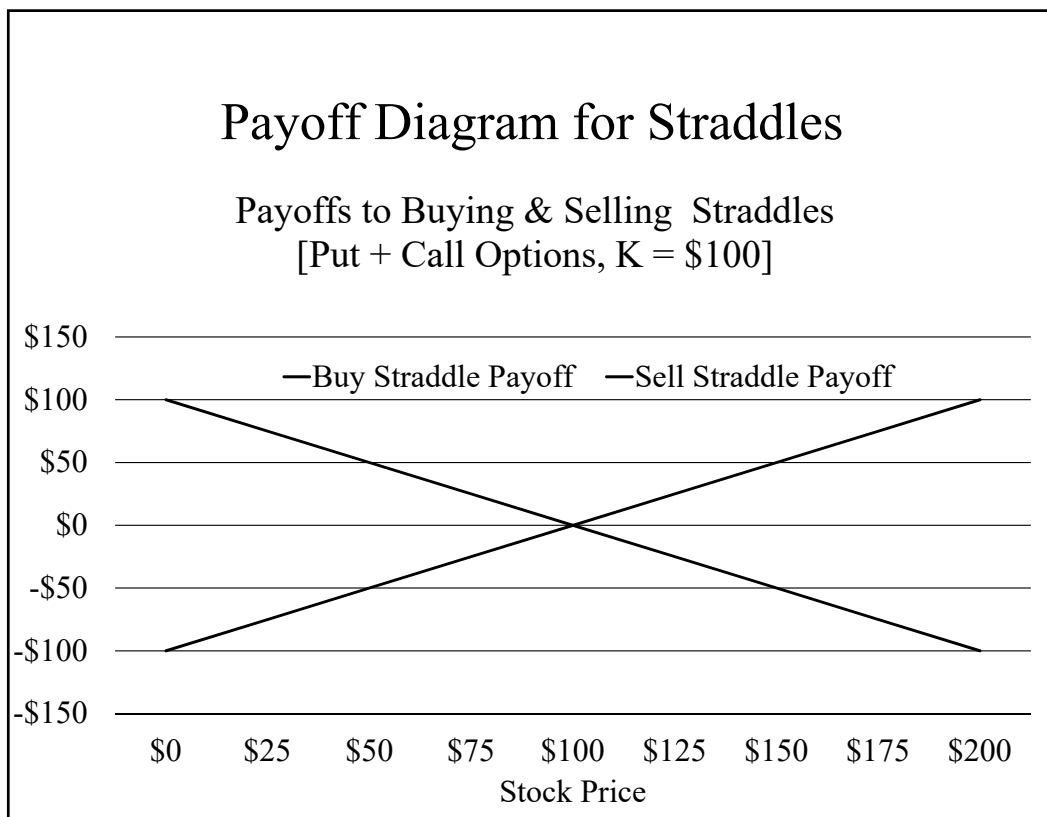 Payoff Diagram for Straddles
Payoffs to Buying & Selling  Straddles
[Put + Call Options, K = $100]
$150
Buy Straddle Payoff
Sell Straddle Payoff
$100
$50
$0
-$50
-$100
-$150
$0 $25 $50 $75 $100 $125 $150 $175 $200
Stock Price